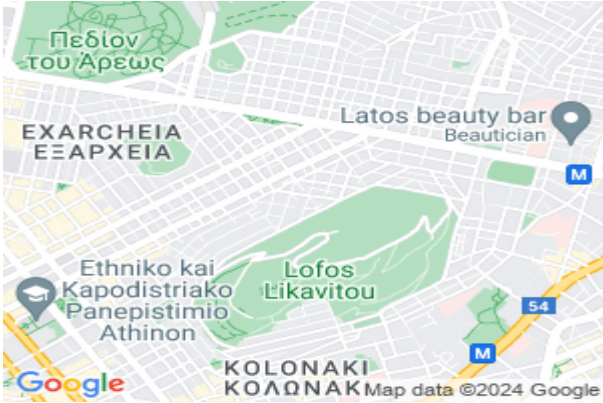 Πεδίον
του Άρεως
Latos beauty bar
Beautician
EXARCHEIA
ΕΞΑΡΧΕΙΑ
M
Ethniko kai
Kapodistriako
Panepistimio
Athinon
Lofos
Likavitou
54
M
KOLONAKI
ΚΟΛΩΝΑΚ
Google
Map data ©2024 Google